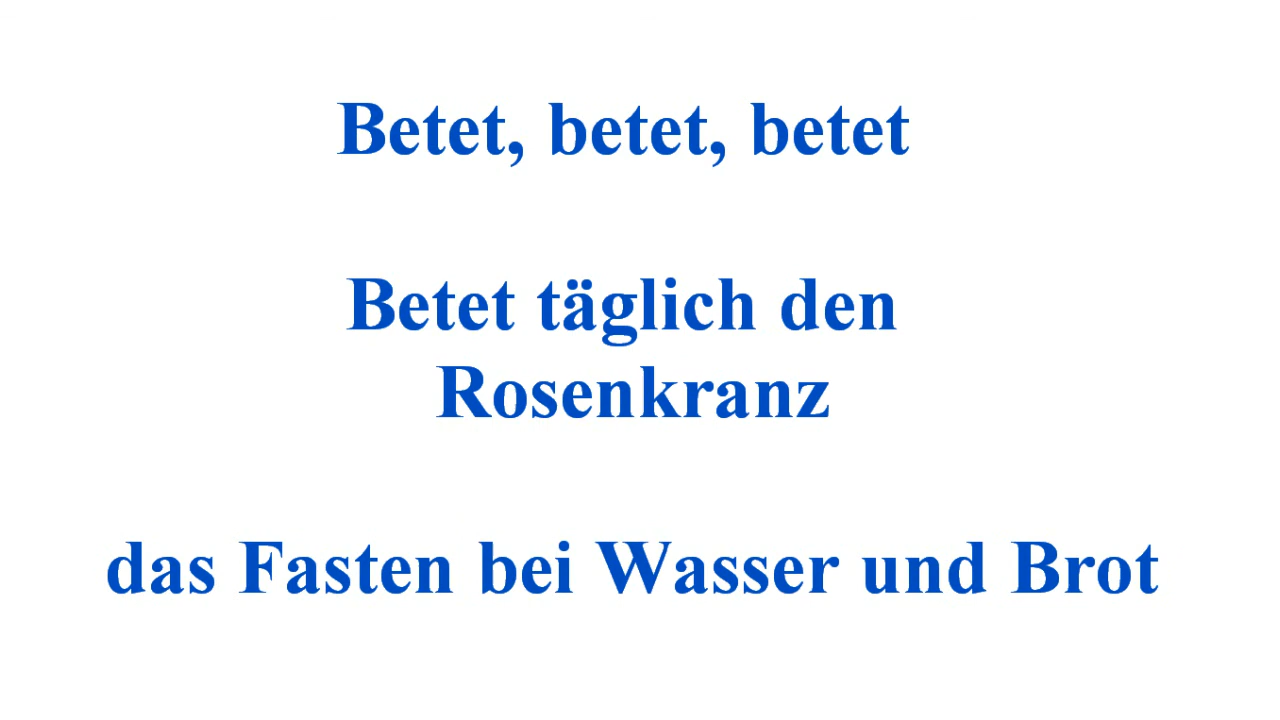 Betet, betet, betet
Betet täglich den
Rosenkranz
das Fasten bei Wasser und Brot